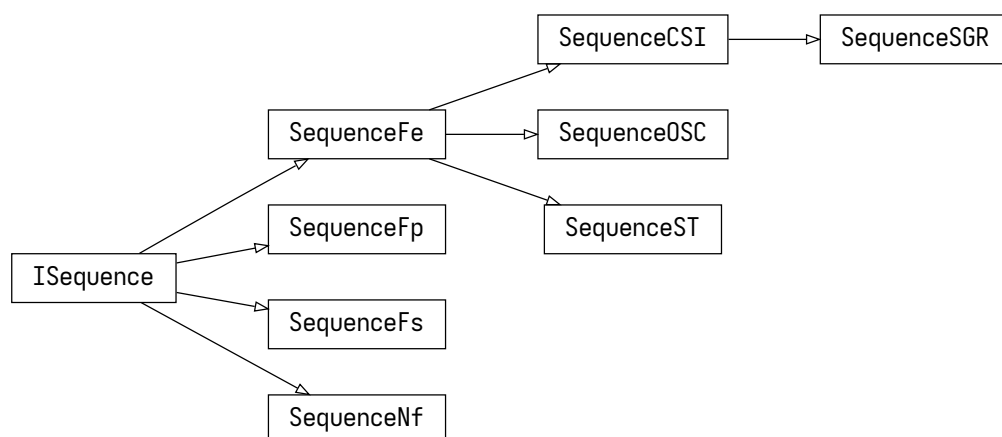 SequenceCSI
SequenceSGR
SequenceFe
SequenceOSC
SequenceFp
SequenceST
ISequence
SequenceFs
SequenceNf